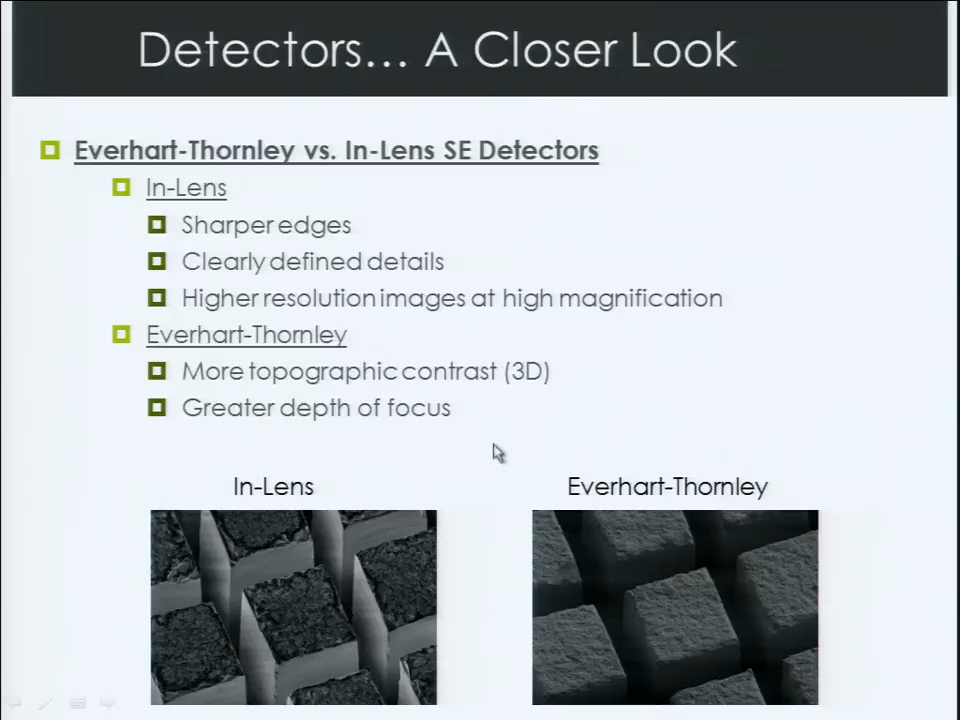 Detectors... A Closer Look
Everhart-Thornley vs. In-Lens SE Detectors
In-Lens
Sharper edges
Clearly defined details
Higher resolution images at high magnification
Everhart-Thornley
More topographic contrast (3D)
Greater depth of focus
In-Lens
Everhart-Thornley